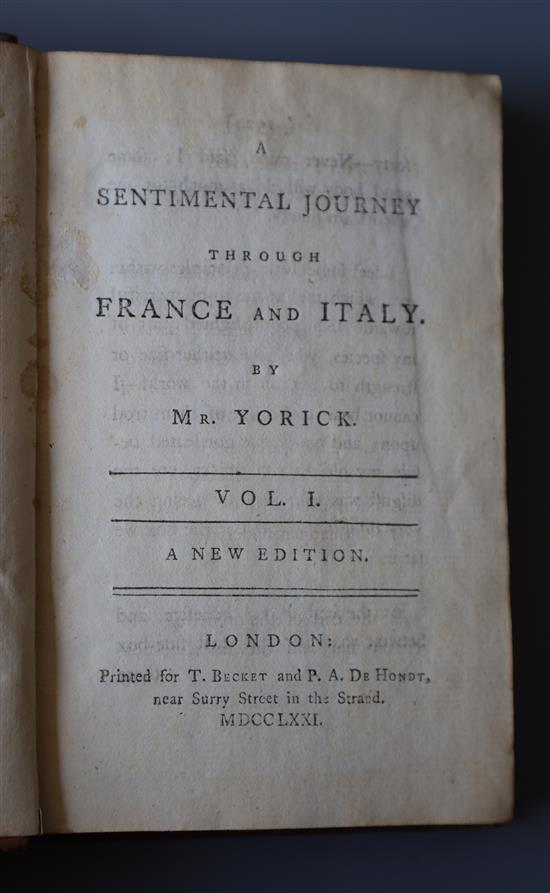 A
SENTIMENTAL JOURNEY
THROUGH
FRANCE AND ITALY.
BY
MR. YORICK.
VOL. I.
A NEW EDITION.
LONDON:
Printed for T. BECKET and P. A. DE HONDT,
near Surry Street in the Strand.
MDCCLXXI.